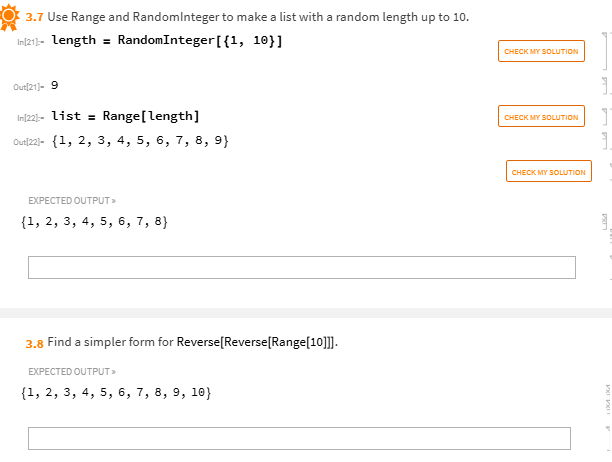 3.7 Use Range and RandomInteger to make a list with a random length up to 10.
In[21]:= length = RandomInteger[{1, 10}]
CHECK MY SOLUTION
Out[21]= 9
In[22]:= list = Range[length]
CHECK MY SOLUTION
Out[22]= {1, 2, 3, 4, 5, 6, 7, 8, 9}
CHECK MY SOLUTION
EXPECTED OUTPUT »
{1, 2, 3, 4, 5, 6, 7, 8}
3.8 Find a simpler form for Reverse[Reverse[Range[10]]].
EXPECTED OUTPUT »
{1, 2, 3, 4, 5, 6, 7, 8, 9, 10}